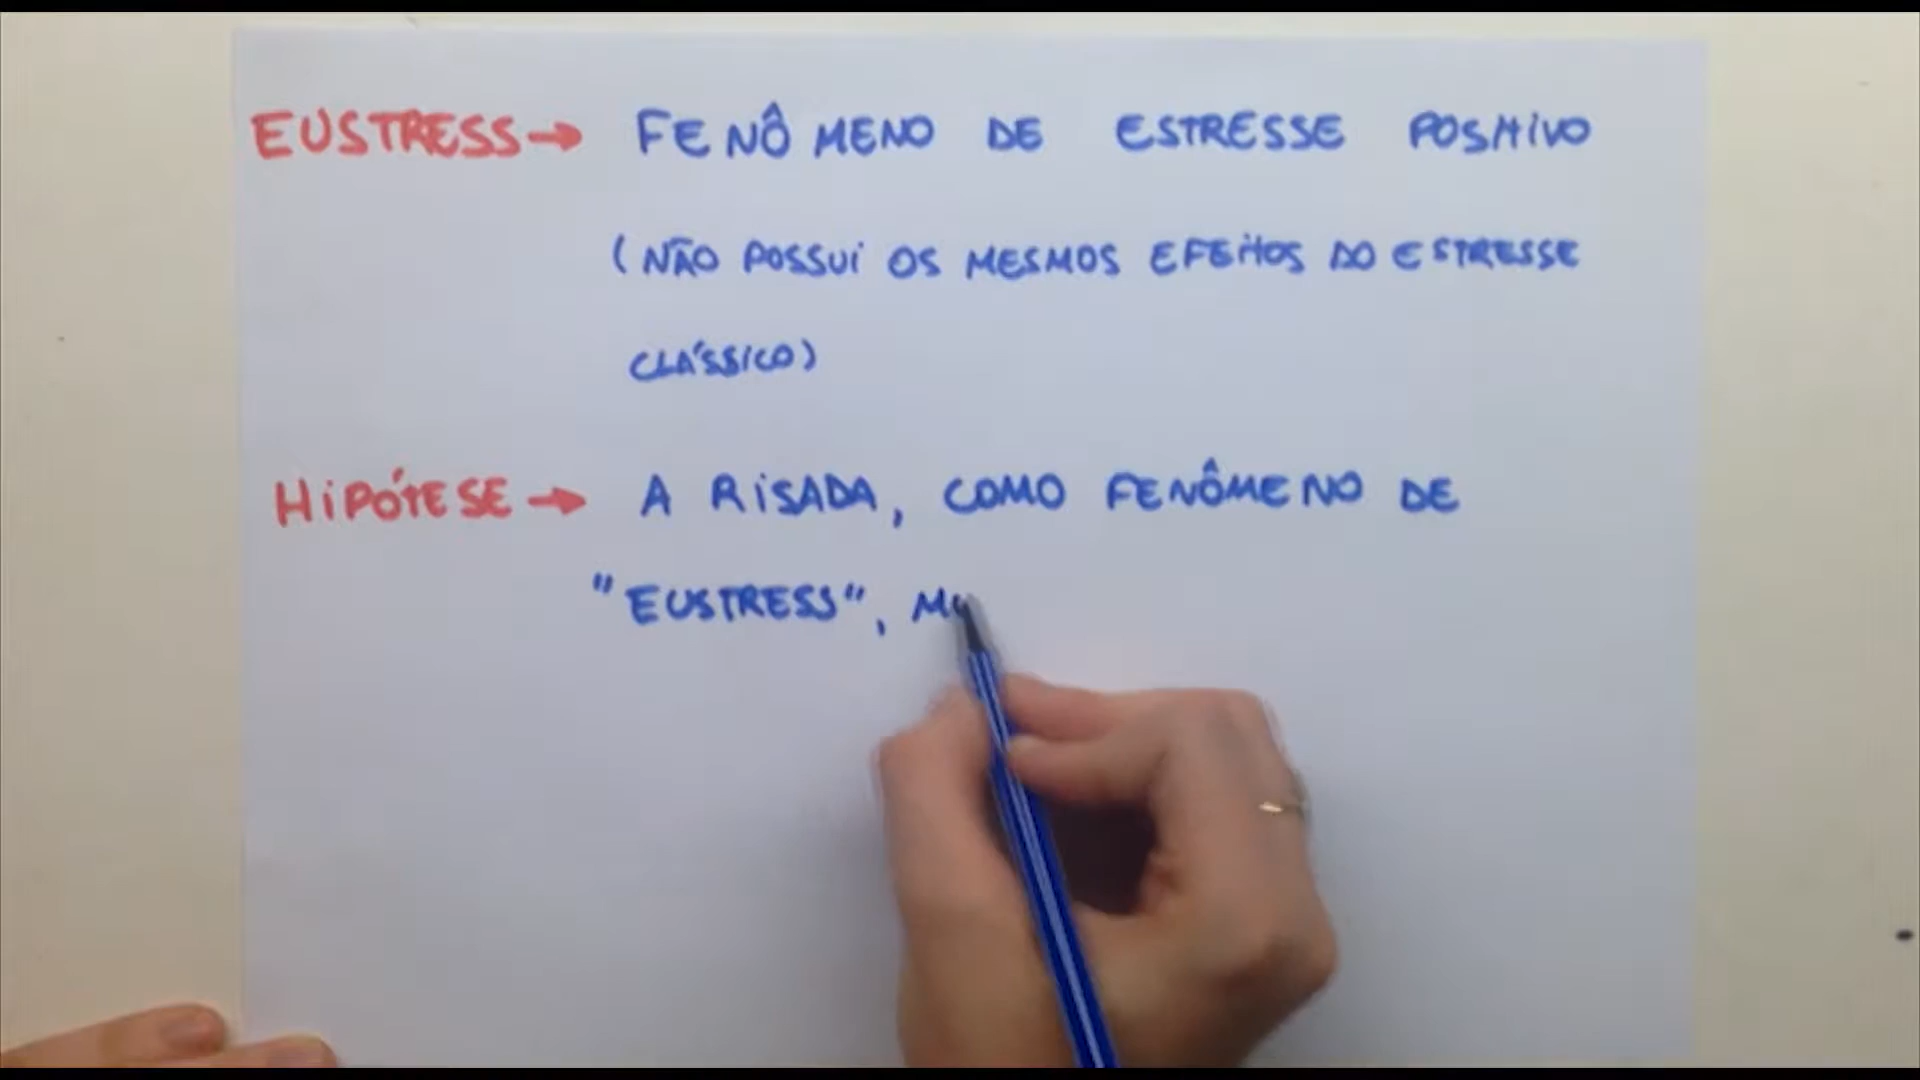 EUSTRESS → FENÔMENO DE ESTRESSE POSITIVO
(NÃO POSSUI OS MESMOS EFEITOS DO ESTRESSE
CLÁSSICO)
HIPÓTESE → A RISADA, COMO FENÔMENO DE
"EUSTRESS",